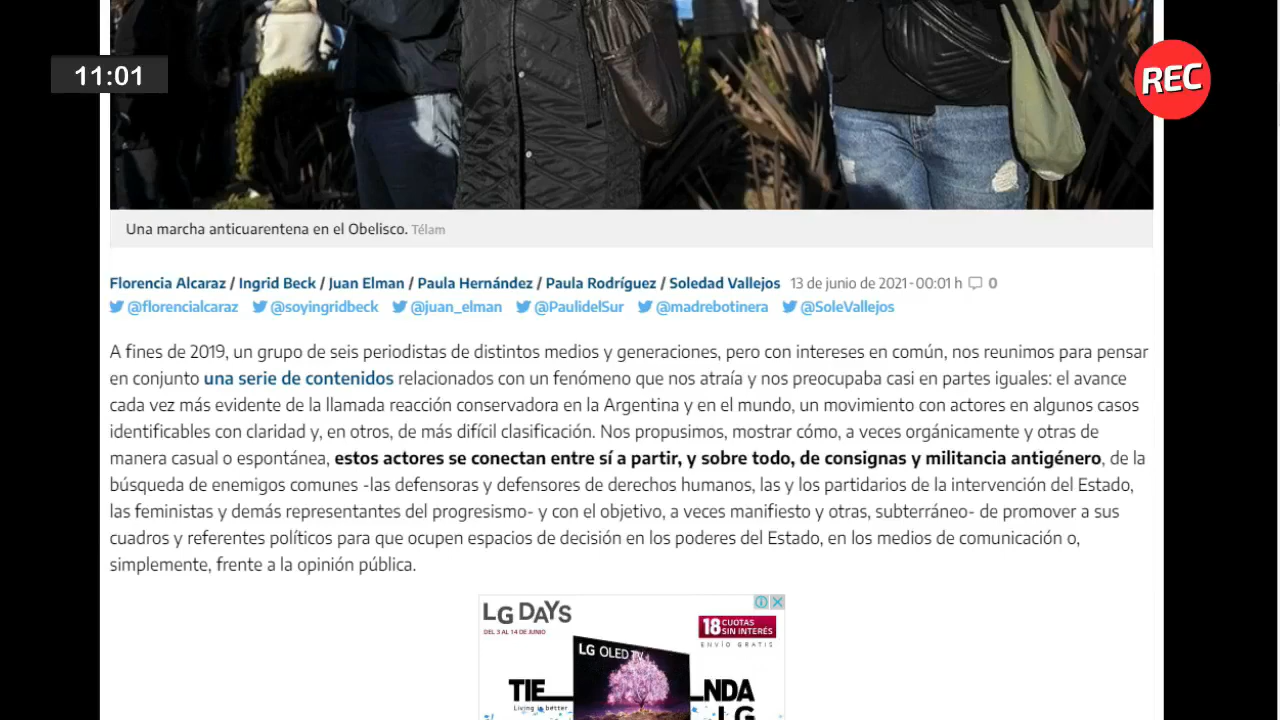 11:01
REC
Una marcha anticuarentena en el Obelisco. Télam
Florencia Alcaraz / Ingrid Beck / Juan Elman / Paula Hernández / Paula Rodríguez / Soledad Vallejos 13 de junio de 2021 - 00:01 h 0
@florencialcaraz @soyingridbeck @juan_elman @PaulidelSur @madrebotinera @SoleVallejos
A fines de 2019, un grupo de seis periodistas de distintos medios y generaciones, pero con intereses en común, nos reunimos para pensar
en conjunto una serie de contenidos relacionados con un fenómeno que nos atraía y nos preocupaba casi en partes iguales: el avance
cada vez más evidente de la llamada reacción conservadora en la Argentina y en el mundo, un movimiento con actores en algunos casos
identificables con claridad y, en otros, de más difícil clasificación. Nos propusimos, mostrar cómo, a veces orgánicamente y otras de
manera casual o espontánea, estos actores se conectan entre sí a partir, y sobre todo, de consignas y militancia antigénero, de la
búsqueda de enemigos comunes -las defensoras y defensores de derechos humanos, las y los partidarios de la intervención del Estado,
las feministas y demás representantes del progresismo- y con el objetivo, a veces manifiesto y otras, subterráneo- de promover a sus
cuadros y referentes políticos para que ocupen espacios de decisión en los poderes del Estado, en los medios de comunicación o,
simplemente, frente a la opinión pública.
LG DAYS
DEL 3 AL 14 DE JUNIO
18 CUOTAS
SIN INTERÉS
ENVÍO GRATIS
LG OLED TV
TIE NDA
Living is better
LG